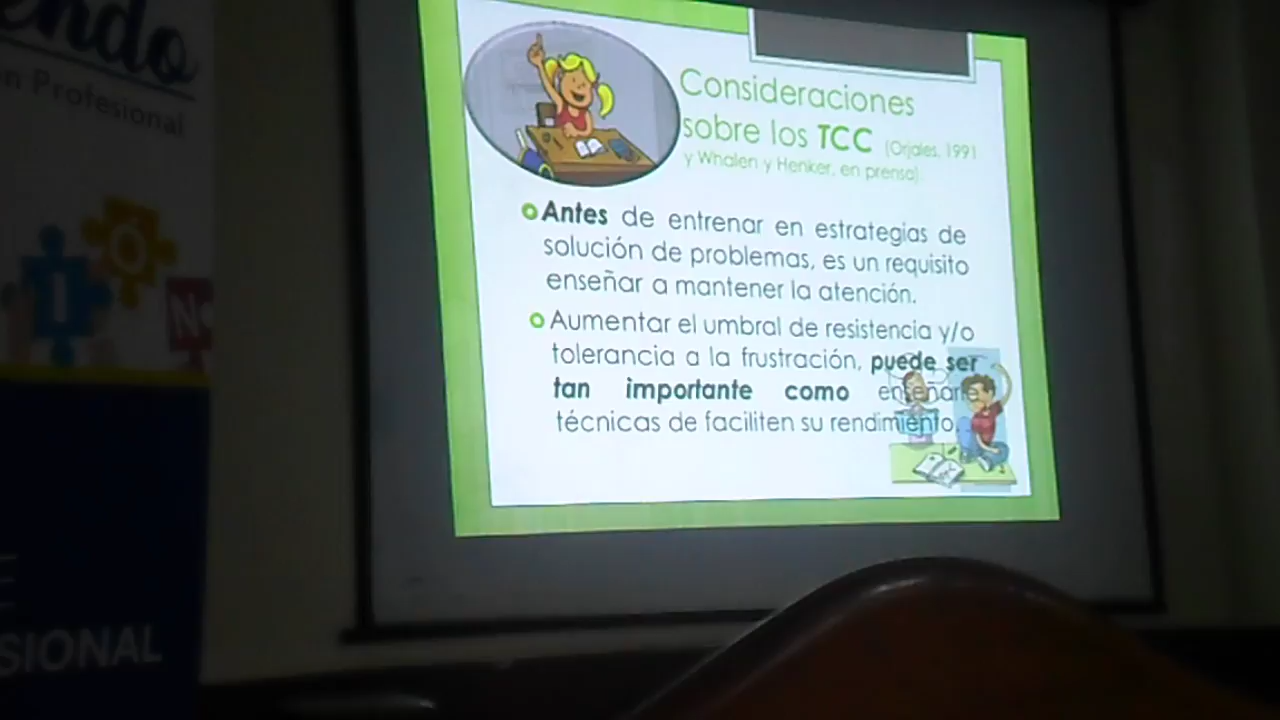 endo
n Profesional
I
Ó
N
SIONAL
Consideraciones
sobre los TCC (Orjales, 1991
y Whalen y Henker, en prensa).
Antes de entrenar en estrategias de
solución de problemas, es un requisito
enseñar a mantener la atención.
Aumentar el umbral de resistencia y/o
tolerancia a la frustración, puede ser
tan importante como enseñarle
técnicas de faciliten su rendimiento.